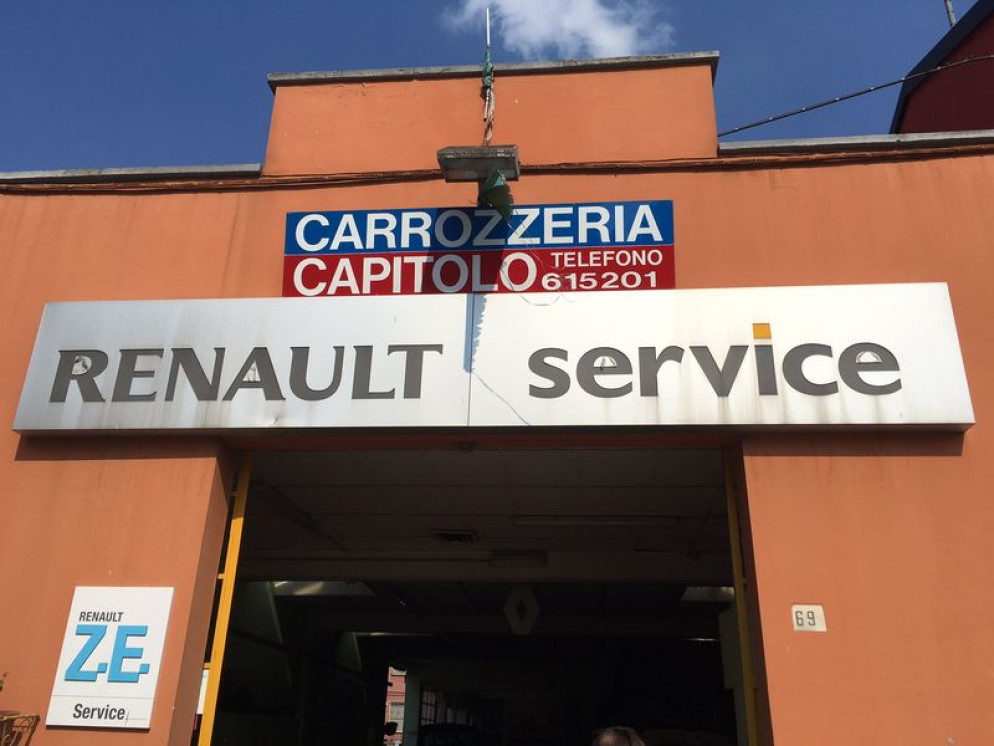 CARROZZERIA
CAPITOLO TELEFONO 615201
RENAULT service
RENAULT
Z.E.
Service
69